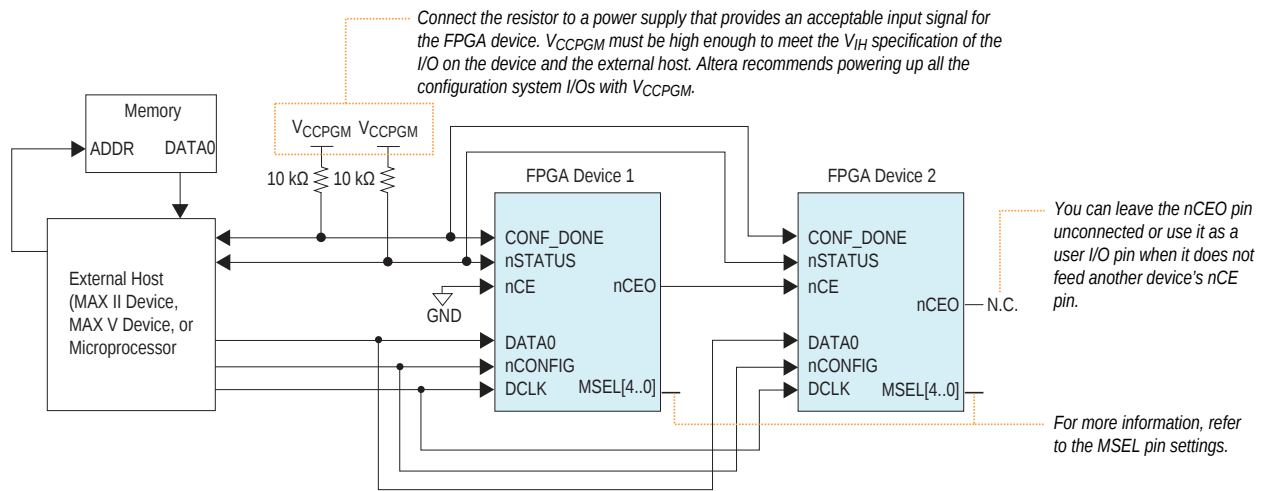 Connect the resistor to a power supply that provides an acceptable input signal for
the FPGA device. VCCPGM must be high enough to meet the VIH specification of the
I/O on the device and the external host. Altera recommends powering up all the
configuration system I/Os with VCCPGM.
Memory
ADDR DATA0
VCCPGM VCCPGM
10 kΩ 10 kΩ
FPGA Device 1
FPGA Device 2
External Host
(MAX II Device,
MAX V Device, or
Microprocessor
GND
CONF_DONE
nSTATUS
nCE nCEO
DATA0
nCONFIG
DCLK MSEL[4..0]
CONF_DONE
nSTATUS
nCE
nCEO N.C.
DATA0
nCONFIG
DCLK MSEL[4..0]
You can leave the nCEO pin
unconnected or use it as a
user I/O pin when it does not
feed another device's nCE
pin.
For more information, refer
to the MSEL pin settings.